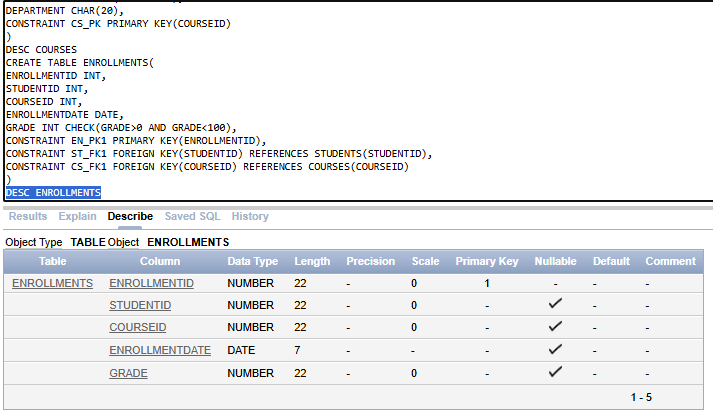 DEPARTMENT CHAR(20),
CONSTRAINT CS_PK PRIMARY KEY(COURSEID)
)
DESC COURSES
CREATE TABLE ENROLLMENTS(
ENROLLMENTID INT,
STUDENTID INT,
COURSEID INT,
ENROLLMENTDATE DATE,
GRADE INT CHECK(GRADE>0 AND GRADE<100),
CONSTRAINT EN_PK1 PRIMARY KEY(ENROLLMENTID),
CONSTRAINT ST_FK1 FOREIGN KEY(STUDENTID) REFERENCES STUDENTS(STUDENTID),
CONSTRAINT CS_FK1 FOREIGN KEY(COURSEID) REFERENCES COURSES(COURSEID)
)
DESC ENROLLMENTS
Results Explain Describe Saved SQL History
Object Type TABLE Object ENROLLMENTS
Table Column Data Type Length Precision Scale Primary Key Nullable Default Comment
ENROLLMENTS ENROLLMENTID NUMBER 22 - 0 1 - - -
STUDENTID NUMBER 22 - 0 - ✓ - -
COURSEID NUMBER 22 - 0 - ✓ - -
ENROLLMENTDATE DATE 7 - - - ✓ - -
GRADE NUMBER 22 - 0 - ✓ - -
1 - 5